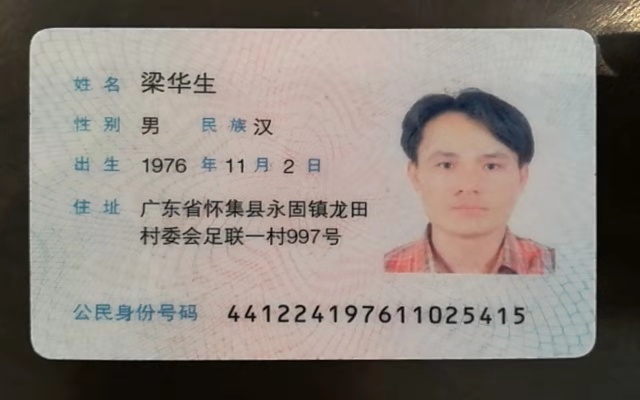 姓名 梁华生
性别 男 民族 汉
出生 1976 年 11 月 2 日
住址 广东省怀集县永固镇龙田
村委会足联一村997号
公民身份号码 441224197611025415